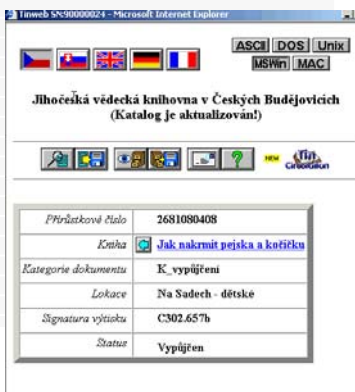 Tinweb SN:90000024 - Microsoft Internet Explorer
ASCII DOS Unix
MSWin MAC
Jihočeská vědecká knihovna v Českých Budějovicích
(Katalog je aktualizován!)
NEW Tin
Přírůstkové číslo 2681080408
Kniha Jak nakrmit pejska a kočičku
Kategorie dokumentu K_vypůjčení
Lokace Na Sadech - dětské
Signatura výtisku C302.657b
Status Vypůjčen